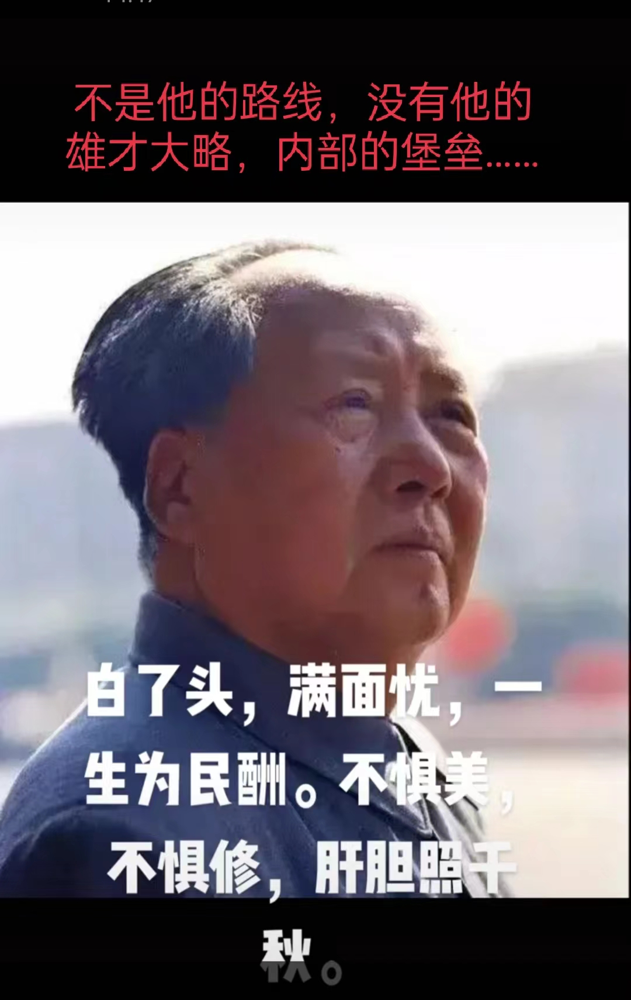 不是他的路线，没有他的
雄才大略，内部的堡垒……
白了头，满面忧，一
生为民酬。不惧美，
不惧修，肝胆照千
秋。